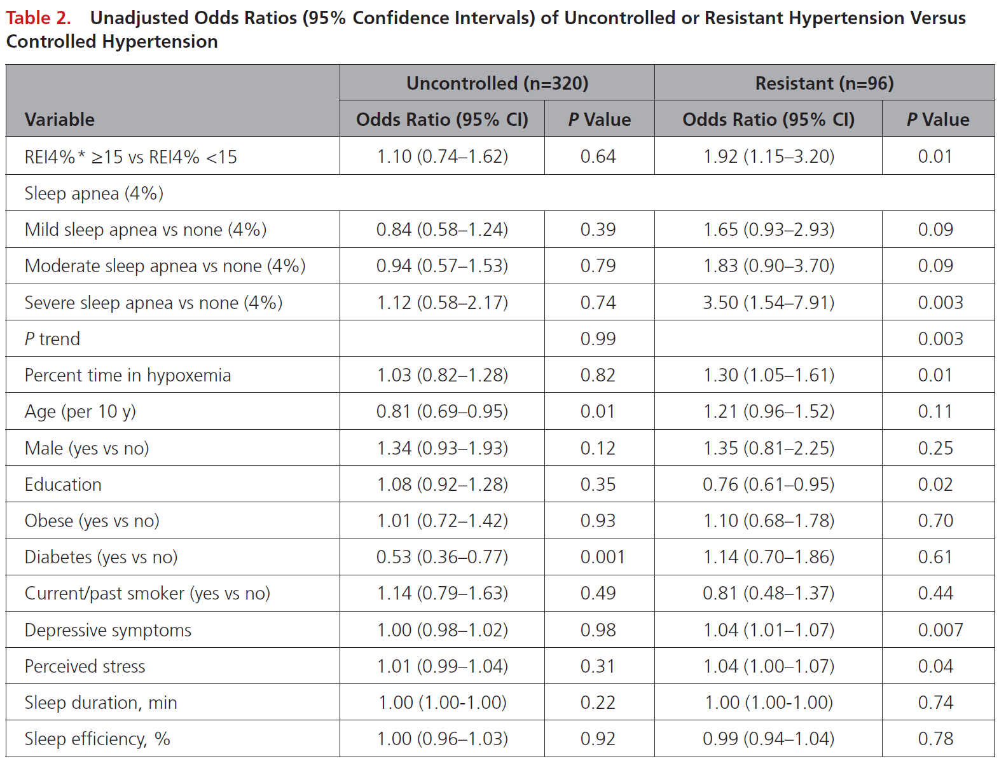 Table 2. Unadjusted Odds Ratios (95% Confidence Intervals) of Uncontrolled or Resistant Hypertension Versus
Controlled Hypertension
Uncontrolled (n=320) Resistant (n=96)
Variable Odds Ratio (95% CI) P Value Odds Ratio (95% CI) P Value
REI4%* ≥15 vs REI4% <15 1.10 (0.74–1.62) 0.64 1.92 (1.15–3.20) 0.01
Sleep apnea (4%)
Mild sleep apnea vs none (4%) 0.84 (0.58–1.24) 0.39 1.65 (0.93–2.93) 0.09
Moderate sleep apnea vs none (4%) 0.94 (0.57–1.53) 0.79 1.83 (0.90–3.70) 0.09
Severe sleep apnea vs none (4%) 1.12 (0.58–2.17) 0.74 3.50 (1.54–7.91) 0.003
P trend 0.99 0.003
Percent time in hypoxemia 1.03 (0.82–1.28) 0.82 1.30 (1.05–1.61) 0.01
Age (per 10 y) 0.81 (0.69–0.95) 0.01 1.21 (0.96–1.52) 0.11
Male (yes vs no) 1.34 (0.93–1.93) 0.12 1.35 (0.81–2.25) 0.25
Education 1.08 (0.92–1.28) 0.35 0.76 (0.61–0.95) 0.02
Obese (yes vs no) 1.01 (0.72–1.42) 0.93 1.10 (0.68–1.78) 0.70
Diabetes (yes vs no) 0.53 (0.36–0.77) 0.001 1.14 (0.70–1.86) 0.61
Current/past smoker (yes vs no) 1.14 (0.79–1.63) 0.49 0.81 (0.48–1.37) 0.44
Depressive symptoms 1.00 (0.98–1.02) 0.98 1.04 (1.01–1.07) 0.007
Perceived stress 1.01 (0.99–1.04) 0.31 1.04 (1.00–1.07) 0.04
Sleep duration, min 1.00 (1.00-1.00) 0.22 1.00 (1.00-1.00) 0.74
Sleep efficiency, % 1.00 (0.96–1.03) 0.92 0.99 (0.94–1.04) 0.78